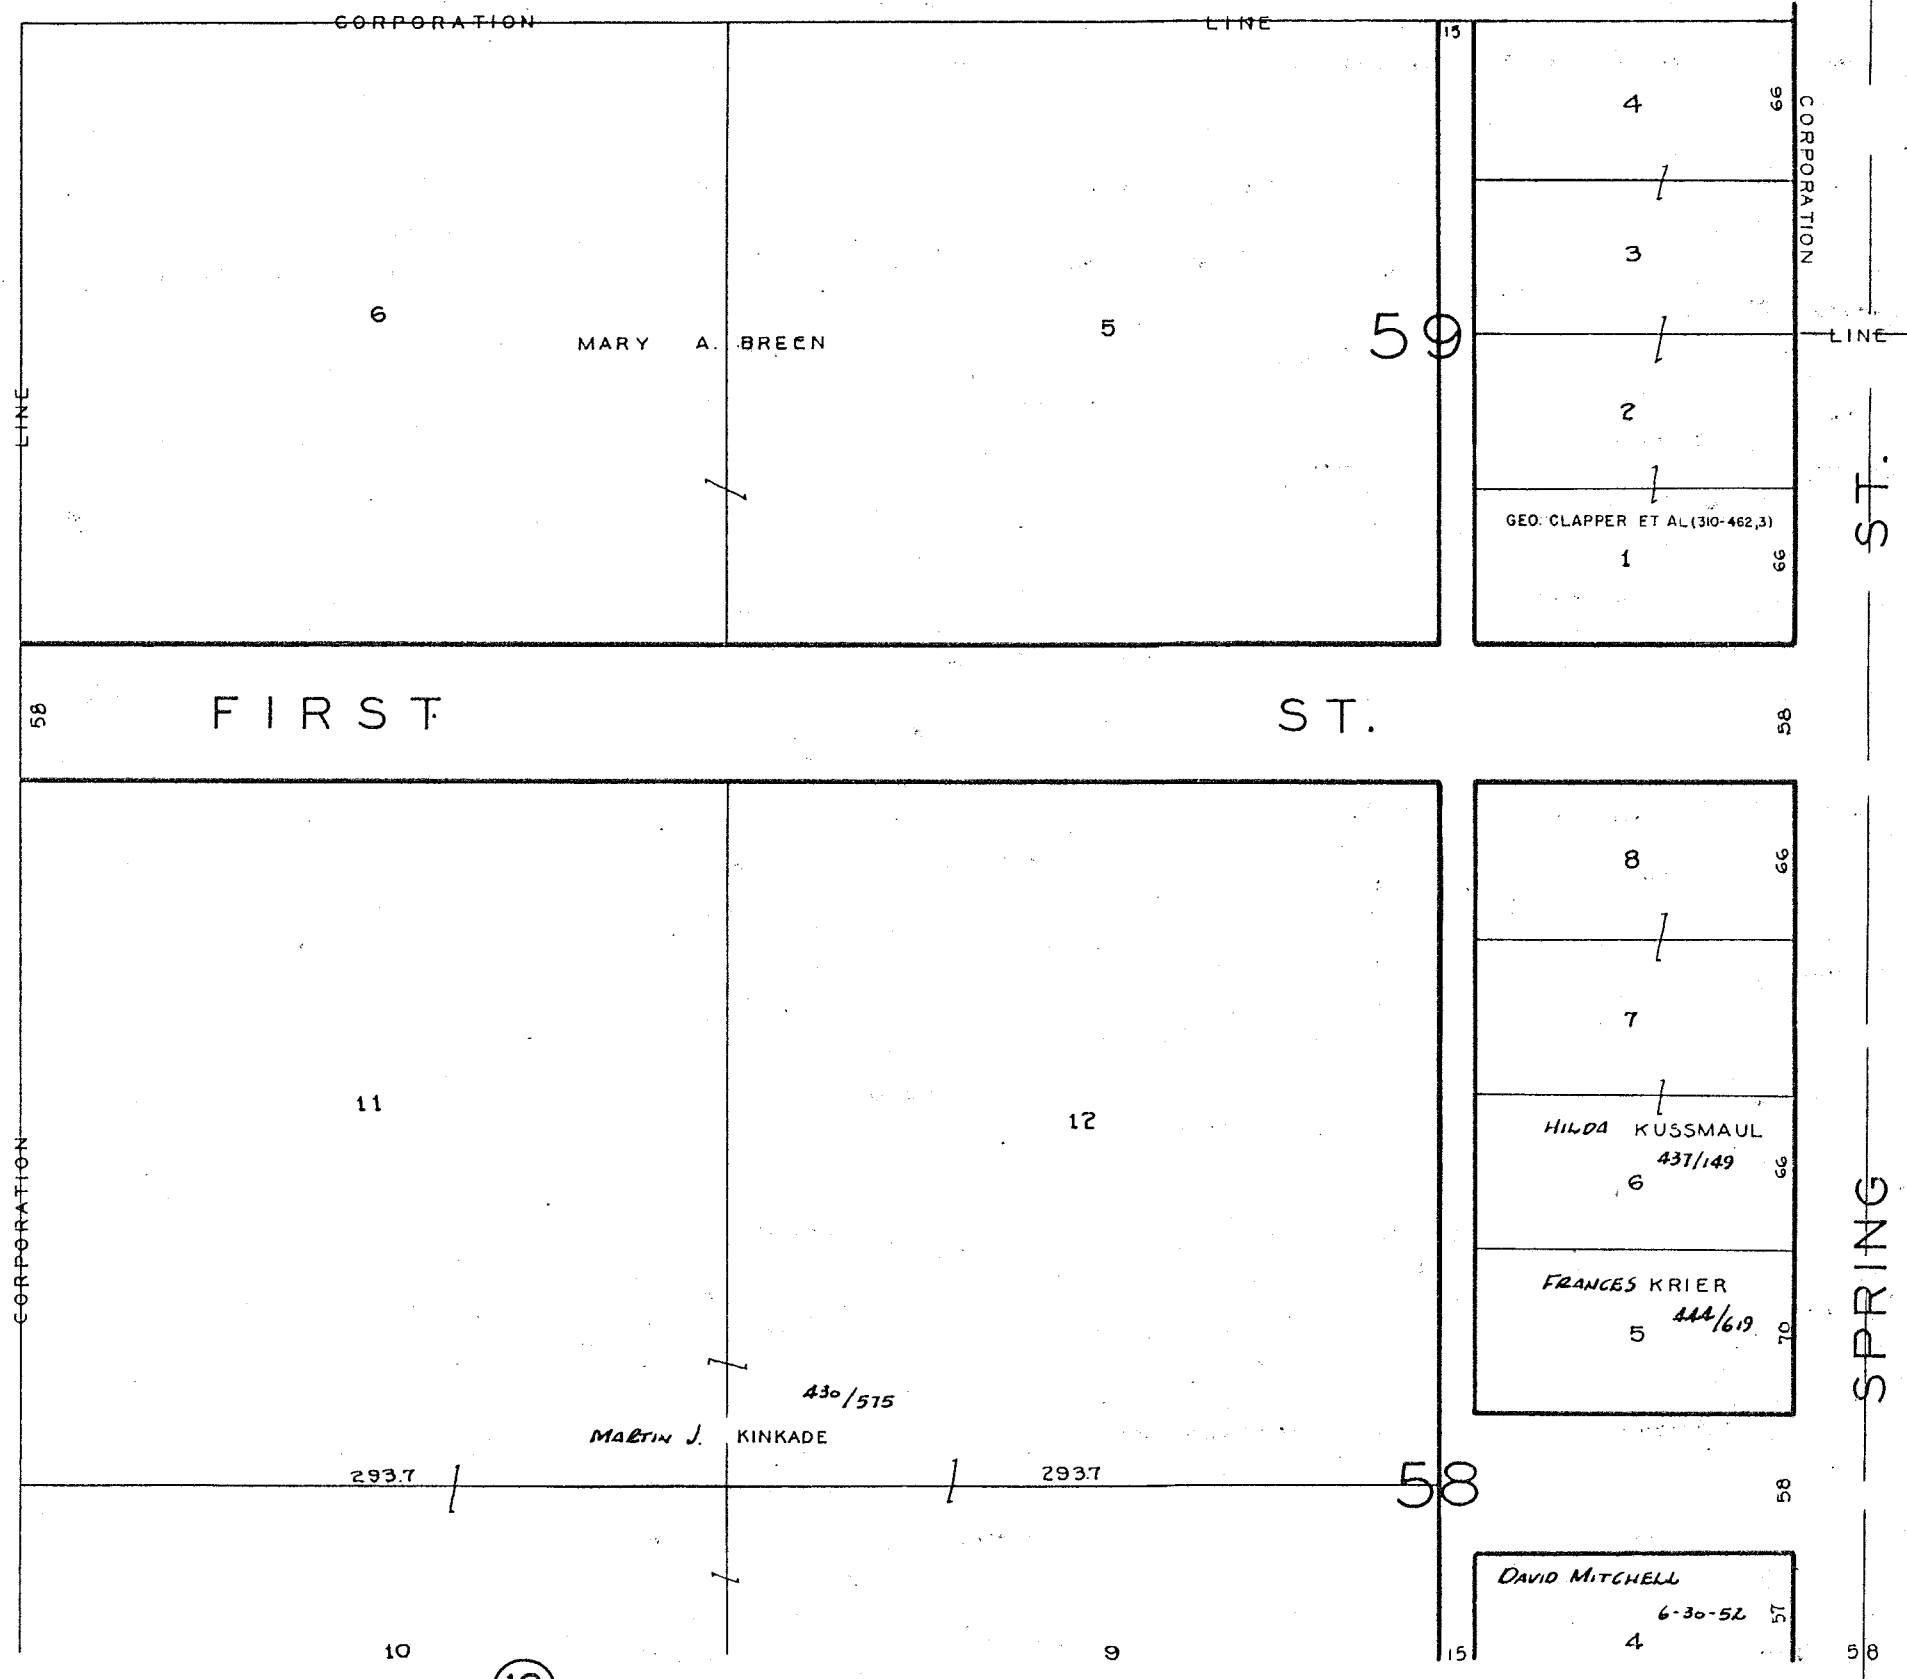 CORPORATION LINE
15
4
66
CORPORATION
3
6
5
59
LINE
MARY A. BREEN
LINE
2
ST.
GEO. CLAPPER ET AL (310-462,3)
1
66
58
FIRST ST.
58
8
66
7
11
12
HILDA KUSSMAUL
437/149
6
66
CORPORATION
SPRING
FRANCES KRIER
444/619
5
70
430/575
MARTIN J. KINKADE
293.7
293.7
58
58
DAVID MITCHELL
6-30-52
57
4
10
9
15
58